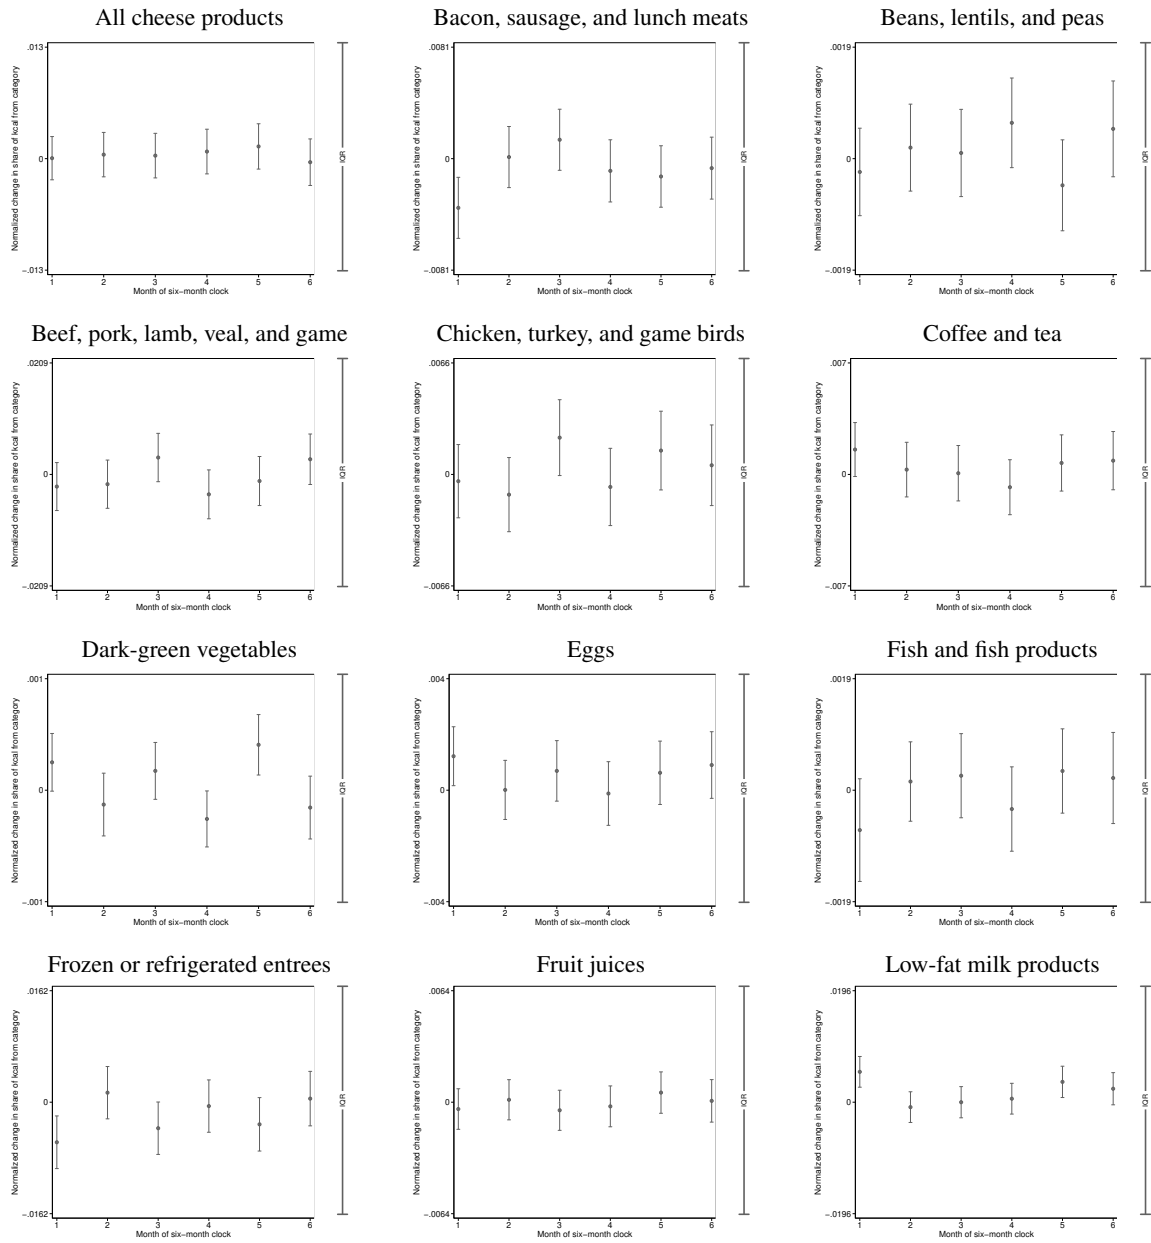 All cheese products
Normalized change in share of kcal from category
.013
0
−.013
1 2 3 4 5 6
Month of six−month clock
IQR
Bacon, sausage, and lunch meats
Normalized change in share of kcal from category
.0081
0
−.0081
1 2 3 4 5 6
Month of six−month clock
IQR
Beans, lentils, and peas
Normalized change in share of kcal from category
.0019
0
−.0019
1 2 3 4 5 6
Month of six−month clock
IQR
Beef, pork, lamb, veal, and game
Normalized change in share of kcal from category
.0209
0
−.0209
1 2 3 4 5 6
Month of six−month clock
IQR
Chicken, turkey, and game birds
Normalized change in share of kcal from category
.0066
0
−.0066
1 2 3 4 5 6
Month of six−month clock
IQR
Coffee and tea
Normalized change in share of kcal from category
.007
0
−.007
1 2 3 4 5 6
Month of six−month clock
IQR
Dark-green vegetables
Normalized change in share of kcal from category
.001
0
−.001
1 2 3 4 5 6
Month of six−month clock
IQR
Eggs
Normalized change in share of kcal from category
.004
0
−.004
1 2 3 4 5 6
Month of six−month clock
IQR
Fish and fish products
Normalized change in share of kcal from category
.0019
0
−.0019
1 2 3 4 5 6
Month of six−month clock
IQR
Frozen or refrigerated entrees
Normalized change in share of kcal from category
.0162
0
−.0162
1 2 3 4 5 6
Month of six−month clock
IQR
Fruit juices
Normalized change in share of kcal from category
.0064
0
−.0064
1 2 3 4 5 6
Month of six−month clock
IQR
Low-fat milk products
Normalized change in share of kcal from category
.0196
0
−.0196
1 2 3 4 5 6
Month of six−month clock
IQR